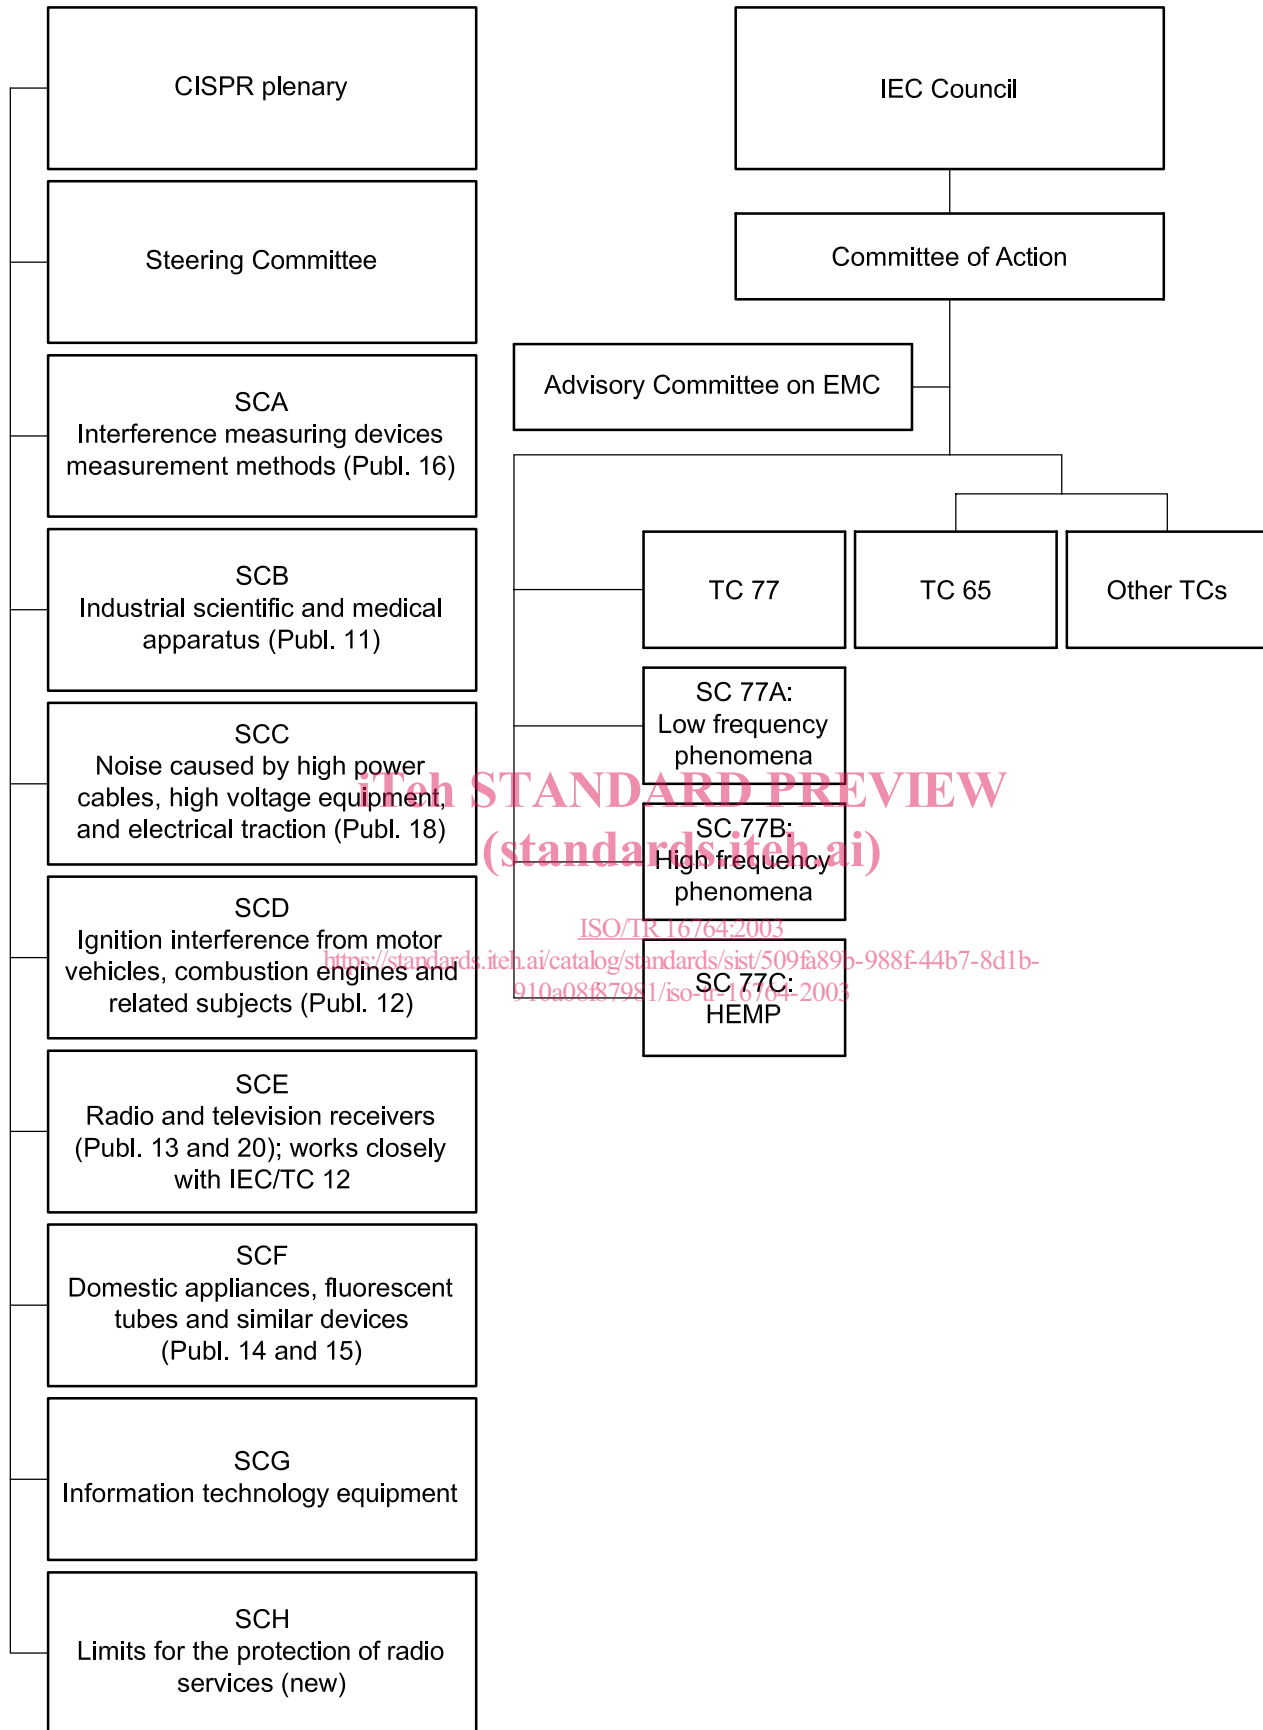 CISPR plenary
Steering Committee
SCA
Interference measuring devices
measurement methods (Publ. 16)
SCB
Industrial scientific and medical
apparatus (Publ. 11)
SCC
Noise caused by high power
cables, high voltage equipment,
and electrical traction (Publ. 18)
SCD
Ignition interference from motor
vehicles, combustion engines and
related subjects (Publ. 12)
SCE
Radio and television receivers
(Publ. 13 and 20); works closely
with IEC/TC 12
SCF
Domestic appliances, fluorescent
tubes and similar devices
(Publ. 14 and 15)
SCG
Information technology equipment
SCH
Limits for the protection of radio
services (new)
IEC Council
Committee of Action
Advisory Committee on EMC
TC 77
TC 65
Other TCs
SC 77A:
Low frequency
phenomena
SC 77B:
High frequency
phenomena
SC 77C:
HEMP
iTeh STANDARD PREVIEW
(standards.iteh.ai)
ISO/TR 16764:2003
https://standards.iteh.ai/catalog/standards/sist/509fa89b-988f-44b7-8d1b-
910a08f87981/iso-tr-16764-2003